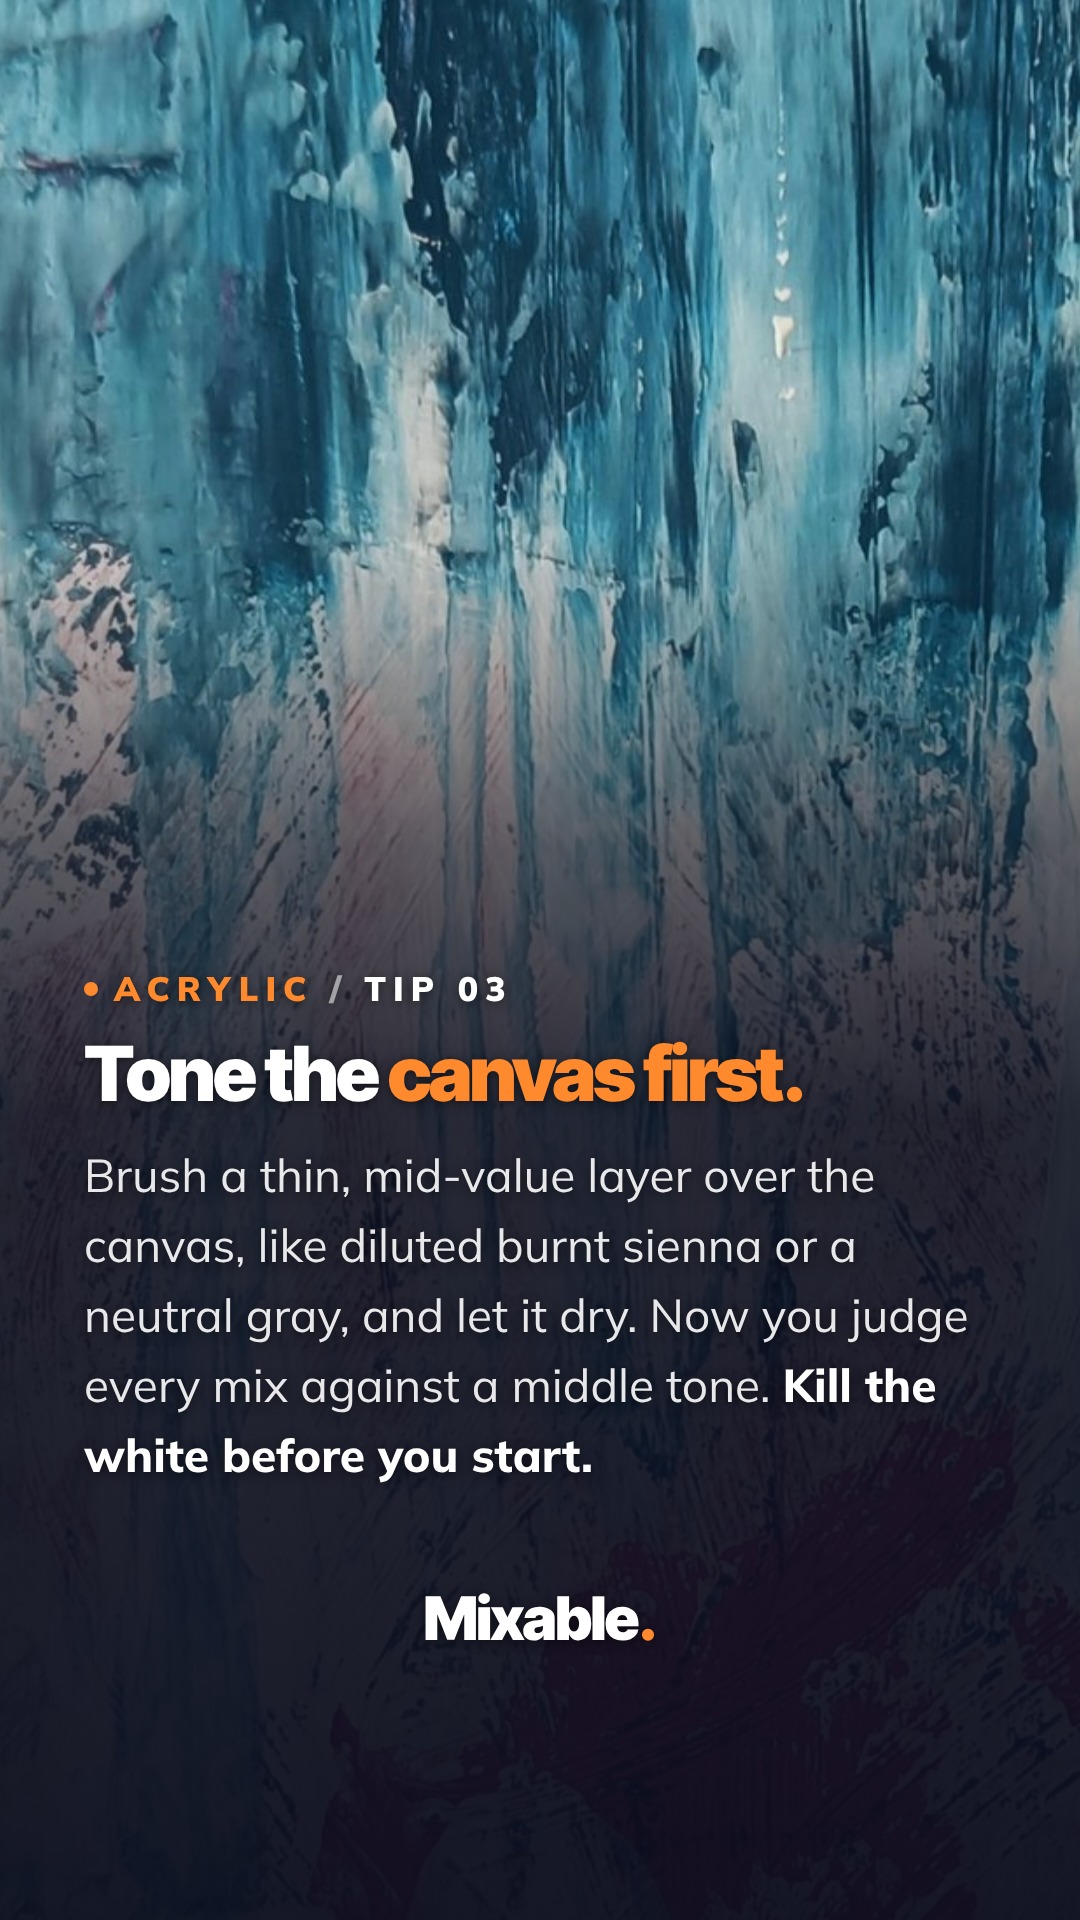 • ACRYLIC / TIP 03
Tone the canvas first.
Brush a thin, mid-value layer over the
canvas, like diluted burnt sienna or a
neutral gray, and let it dry. Now you judge
every mix against a middle tone. Kill the
white before you start.
Mixable.